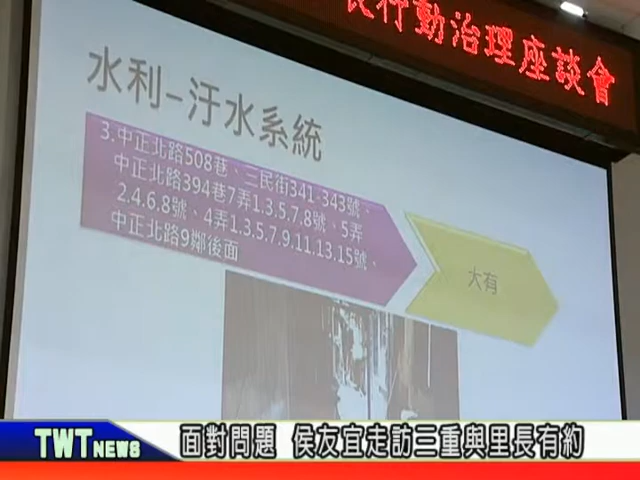 長行動治理座談會
水利-汙水系統
3.中正北路508巷、三民街341-343號、
中正北路394巷7弄1.3.5.7.8號、5弄
2.4.6.8號、4弄1.3.5.7.9.11.13.15號、
中正北路9鄰後面
大有
TWT NEWS
面對問題 侯友宜走訪三重與里長有約